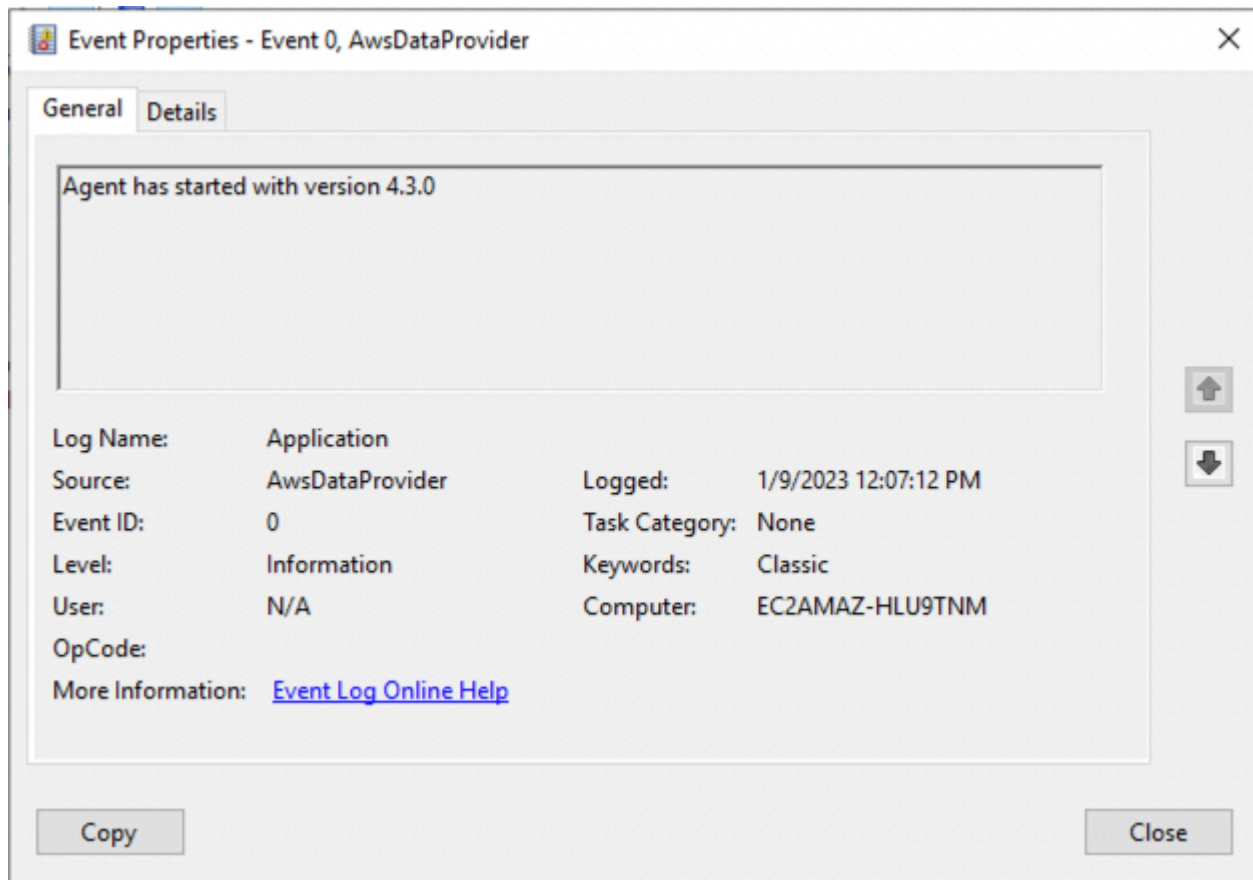 Event Properties - Event 0, AwsDataProvider
General Details
Agent has started with version 4.3.0
Log Name: Application
Source: AwsDataProvider Logged: 1/9/2023 12:07:12 PM
Event ID: 0 Task Category: None
Level: Information Keywords: Classic
User: N/A Computer: EC2AMAZ-HLU9TNM
OpCode:
More Information: Event Log Online Help
Copy Close